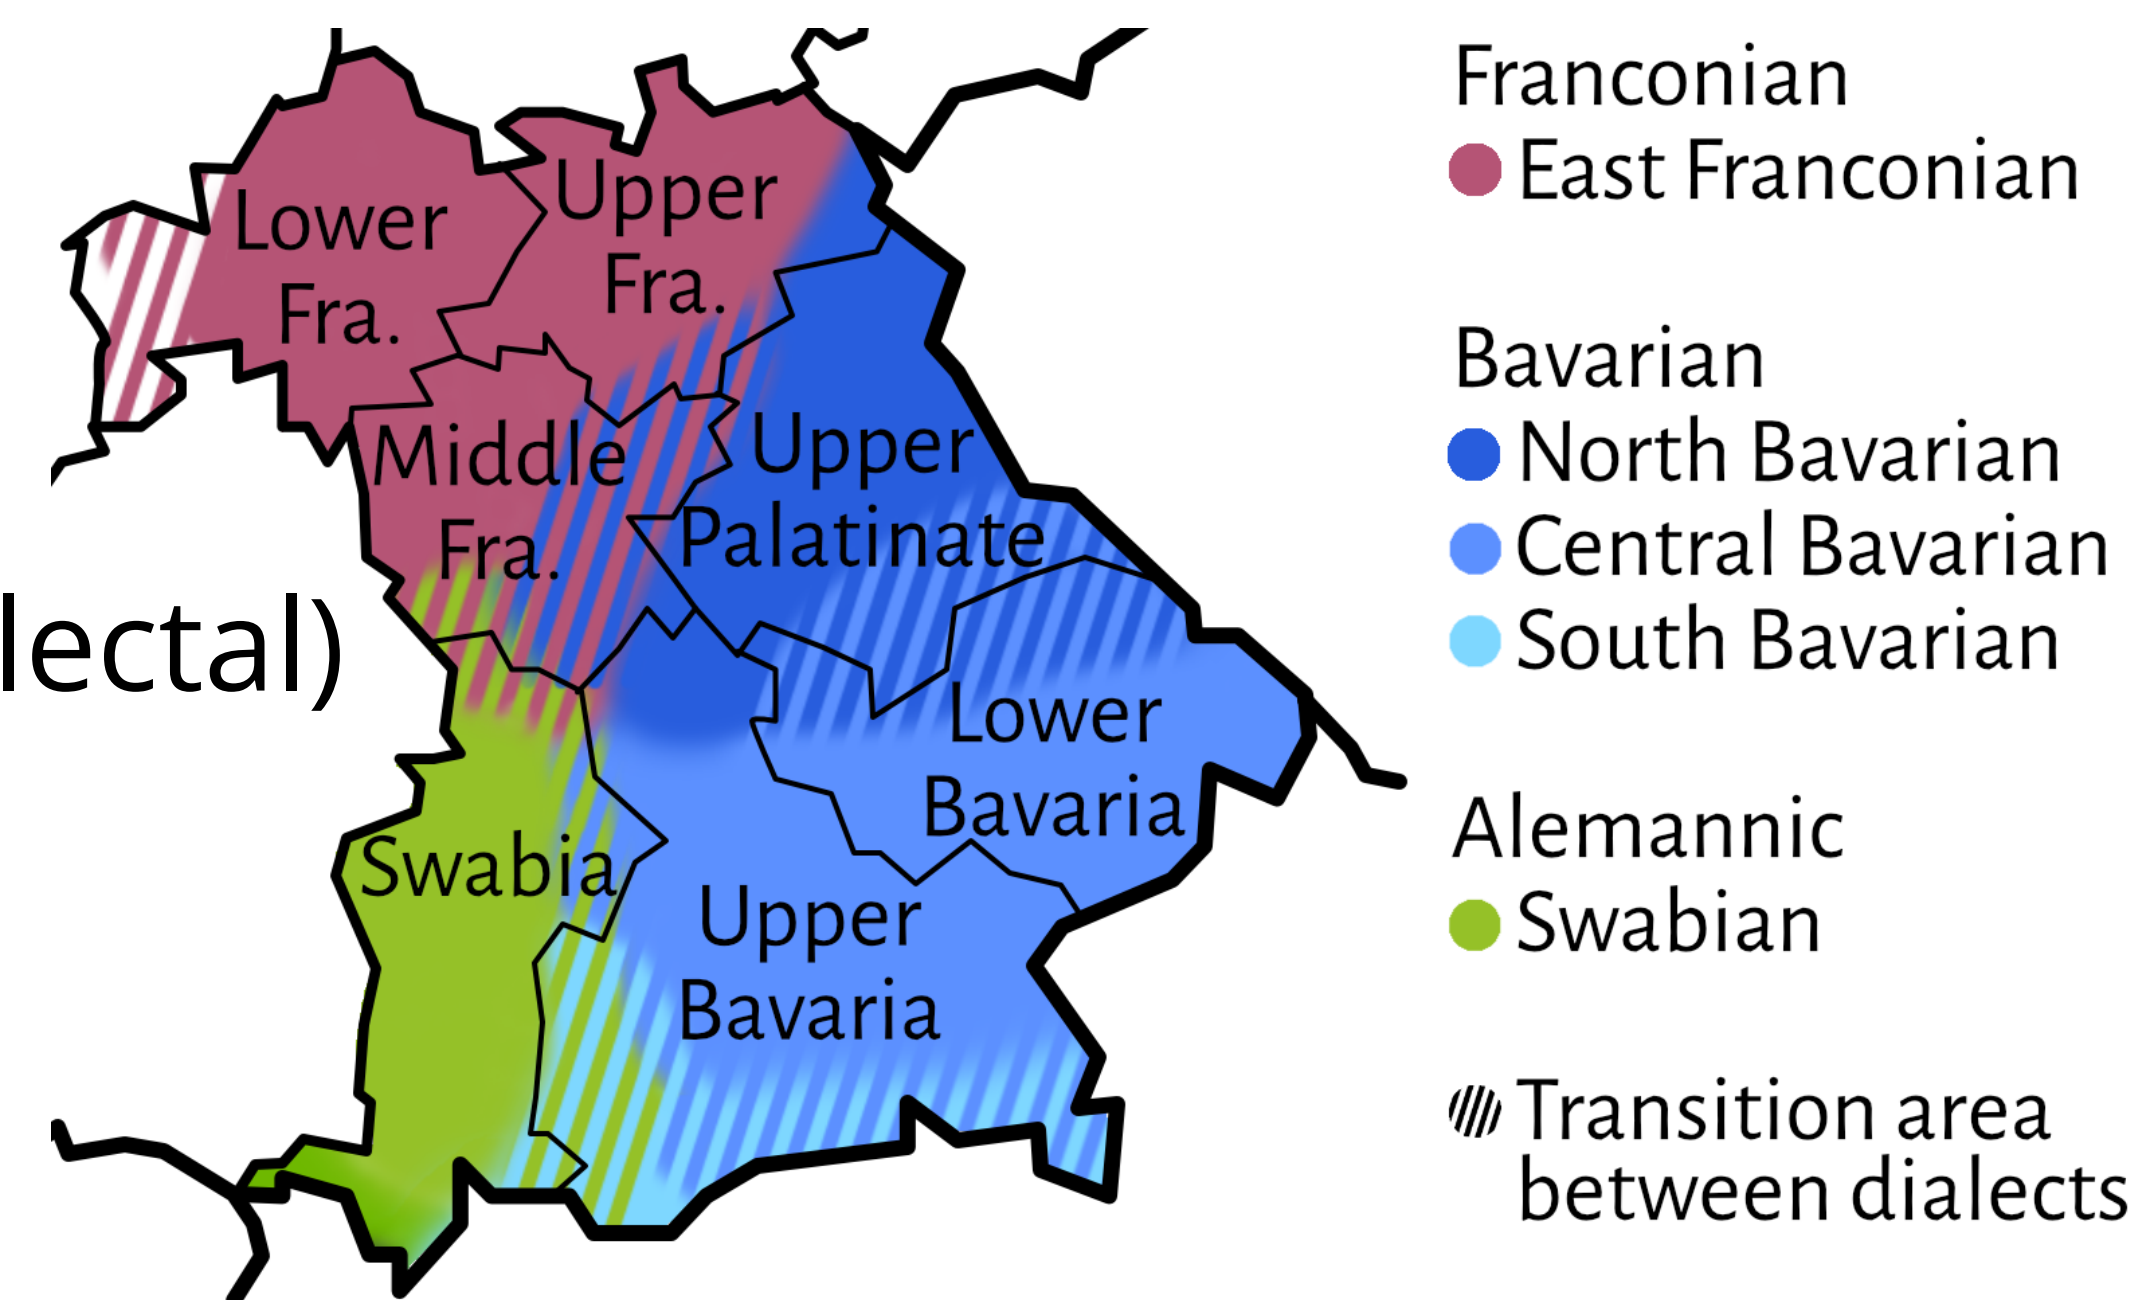 Lower
Fra.
Upper
Fra.
Middle
Fra.
Upper
Palatinate
lectal)
Lower
Bavaria
Swabia
Upper
Bavaria
Franconian
East Franconian
Bavarian
North Bavarian
Central Bavarian
South Bavarian
Alemannic
Swabian
Transition area
between dialects